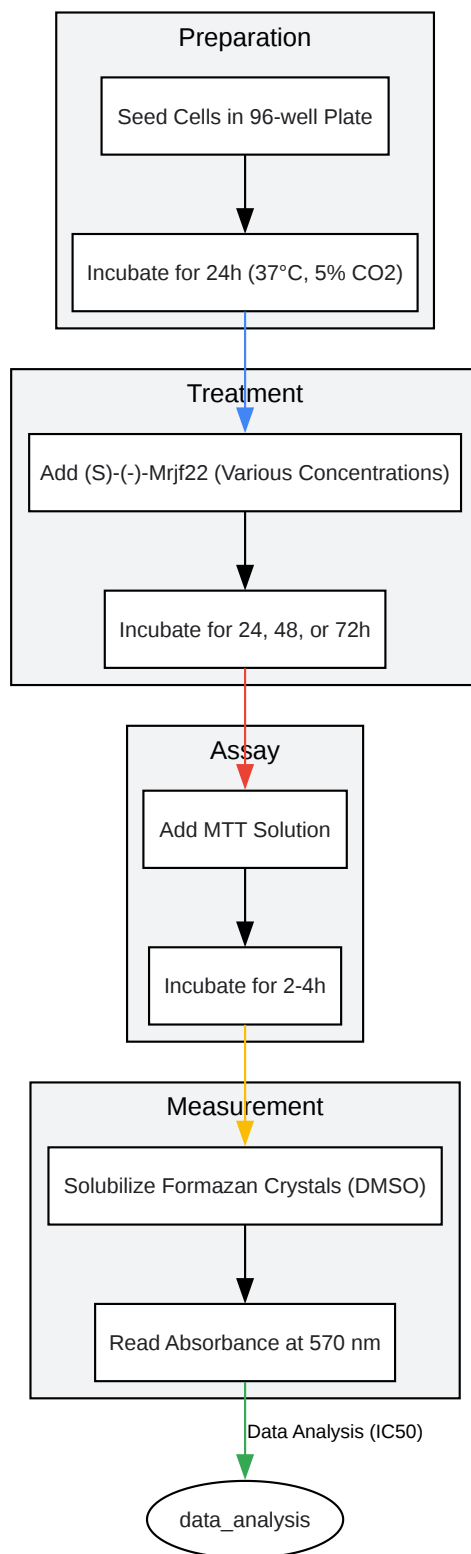 Preparation
Seed Cells in 96-well Plate
Incubate for 24h (37°C, 5% CO2)
Treatment
Add (S)-(-)-Mrjf22 (Various Concentrations)
Incubate for 24, 48, or 72h
Assay
Add MTT Solution
Incubate for 2-4h
Measurement
Solubilize Formazan Crystals (DMSO)
Read Absorbance at 570 nm
Data Analysis (IC50)
data_analysis